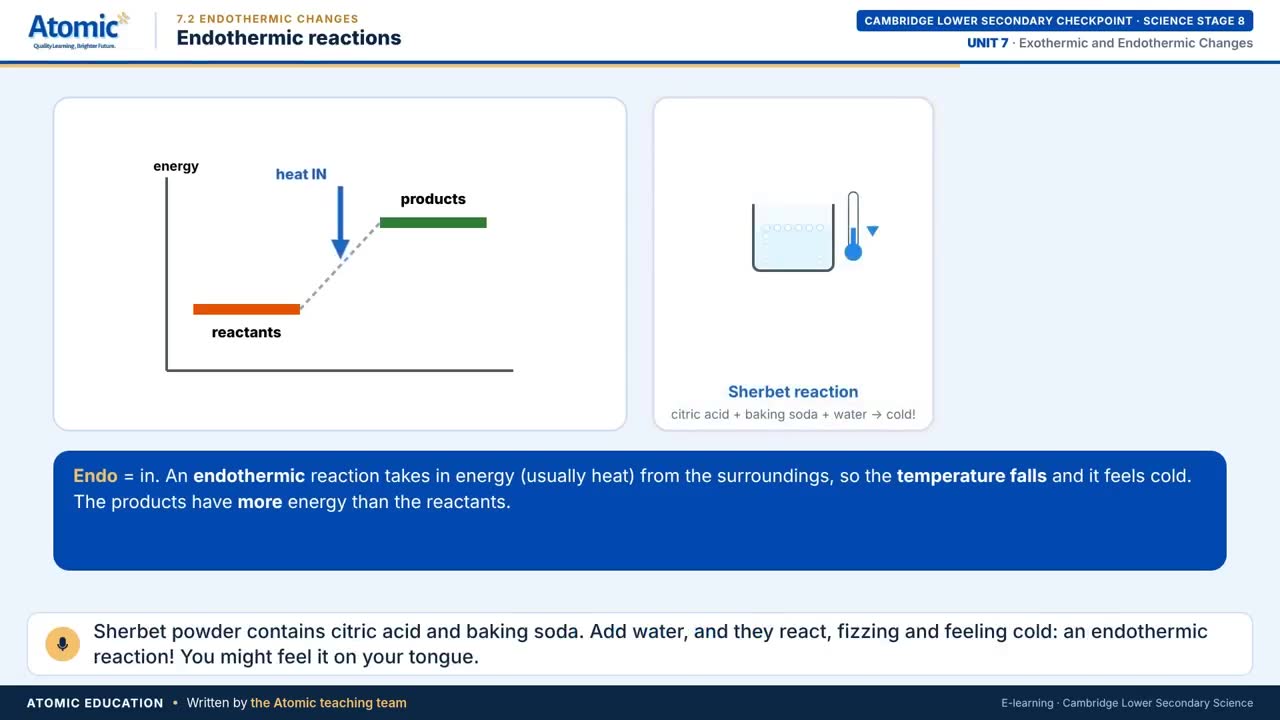 Atomic
Quality Learning, Brighter Future.
7.2 ENDOTHERMIC CHANGES
Endothermic reactions
CAMBRIDGE LOWER SECONDARY CHECKPOINT · SCIENCE STAGE 8
UNIT 7 · Exothermic and Endothermic Changes
energy
heat IN
products
reactants
Sherbet reaction
citric acid + baking soda + water → cold!
Endo = in. An endothermic reaction takes in energy (usually heat) from the surroundings, so the temperature falls and it feels cold.
The products have more energy than the reactants.
Sherbet powder contains citric acid and baking soda. Add water, and they react, fizzing and feeling cold: an endothermic
reaction! You might feel it on your tongue.
ATOMIC EDUCATION • Written by the Atomic teaching team
E-learning · Cambridge Lower Secondary Science